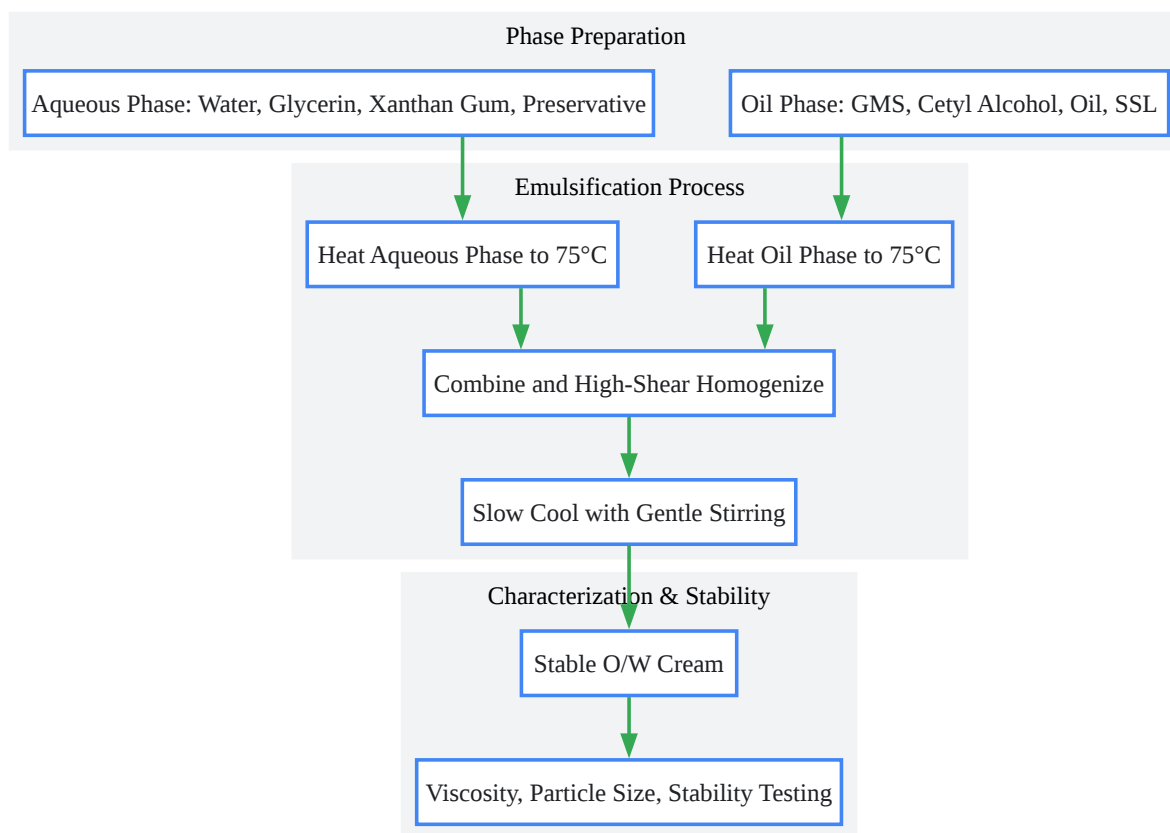 Phase Preparation
Aqueous Phase: Water, Glycerin, Xanthan Gum, Preservative
Oil Phase: GMS, Cetyl Alcohol, Oil, SSL
Emulsification Process
Heat Aqueous Phase to 75°C
Heat Oil Phase to 75°C
Combine and High-Shear Homogenize
Slow Cool with Gentle Stirring
Characterization & Stability
Stable O/W Cream
Viscosity, Particle Size, Stability Testing